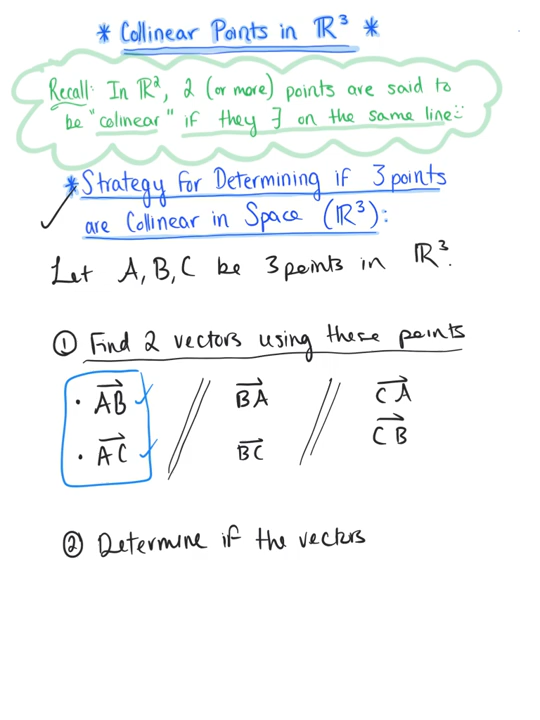 * Collinear Points in ℝ³ *
Recall: In ℝ², 2 (or more) points are said to
be "colinear" if they ∃ on the same line
*Strategy for Determining if 3 points
are Collinear in Space (ℝ³):
Let A, B, C be 3 points in ℝ³.
① Find 2 vectors using these points
• AB⃗ ✓ // BA⃗ // CA⃗
• AC⃗ ✓ BC⃗ CB⃗
② Determine if the vectors